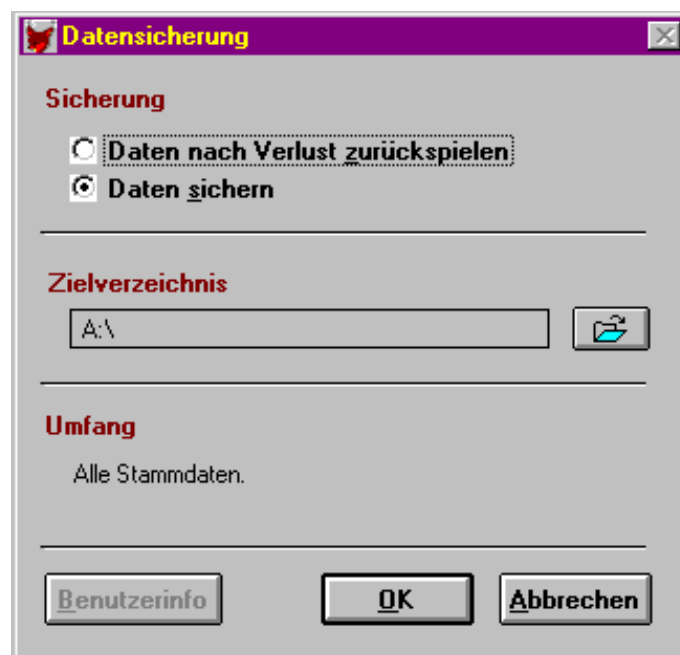 Datensicherung
Sicherung
Daten nach Verlust zurückspielen
Daten sichern
Zielverzeichnis
A:\
Umfang
Alle Stammdaten.
Benutzerinfo OK Abbrechen